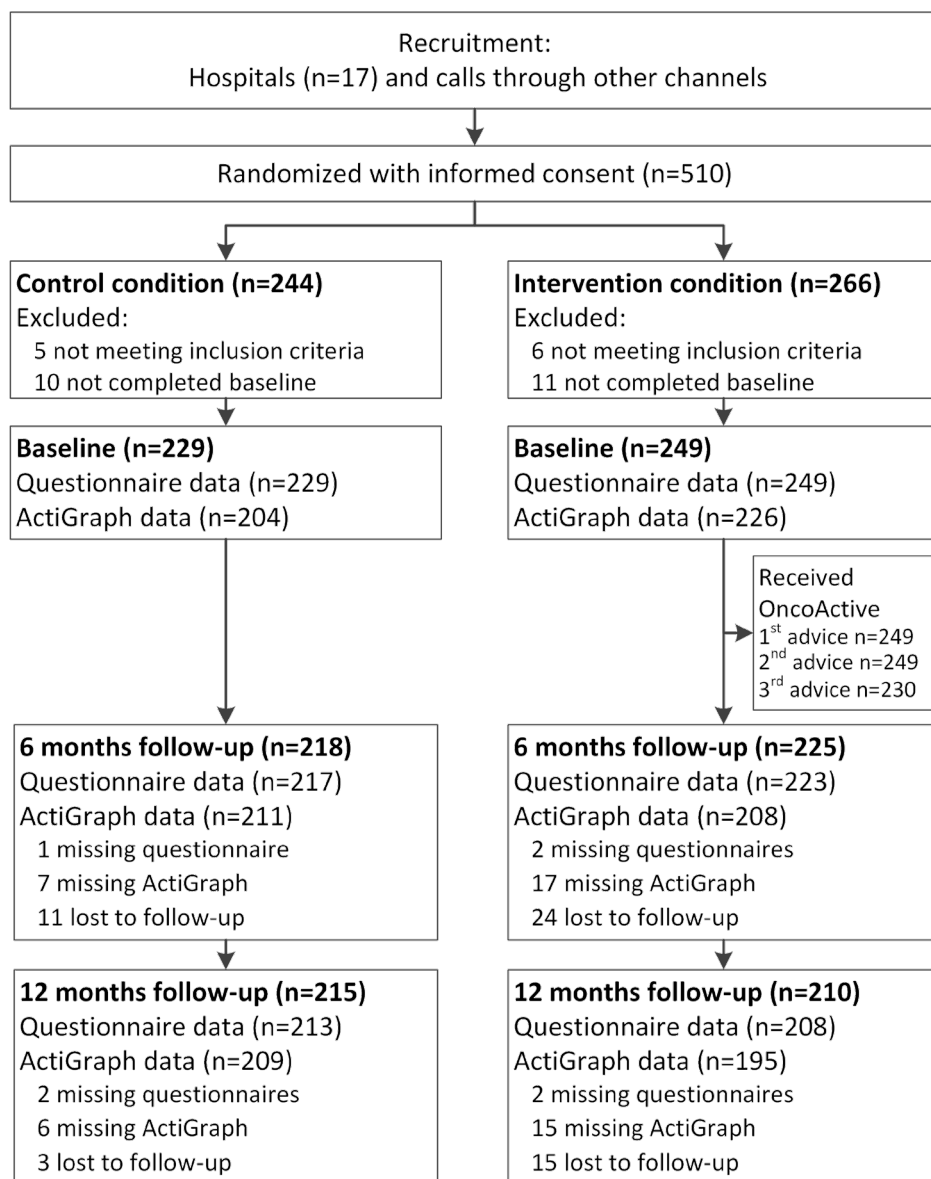 Recruitment:
Hospitals (n=17) and calls through other channels
Randomized with informed consent (n=510)
Control condition (n=244)
Excluded:
5 not meeting inclusion criteria
10 not completed baseline
Intervention condition (n=266)
Excluded:
6 not meeting inclusion criteria
11 not completed baseline
Baseline (n=229)
Questionnaire data (n=229)
ActiGraph data (n=204)
Baseline (n=249)
Questionnaire data (n=249)
ActiGraph data (n=226)
Received
OncoActive
1st advice n=249
2nd advice n=249
3rd advice n=230
6 months follow-up (n=218)
Questionnaire data (n=217)
ActiGraph data (n=211)
1 missing questionnaire
7 missing ActiGraph
11 lost to follow-up
6 months follow-up (n=225)
Questionnaire data (n=223)
ActiGraph data (n=208)
2 missing questionnaires
17 missing ActiGraph
24 lost to follow-up
12 months follow-up (n=215)
Questionnaire data (n=213)
ActiGraph data (n=209)
2 missing questionnaires
6 missing ActiGraph
3 lost to follow-up
12 months follow-up (n=210)
Questionnaire data (n=208)
ActiGraph data (n=195)
2 missing questionnaires
15 missing ActiGraph
15 lost to follow-up